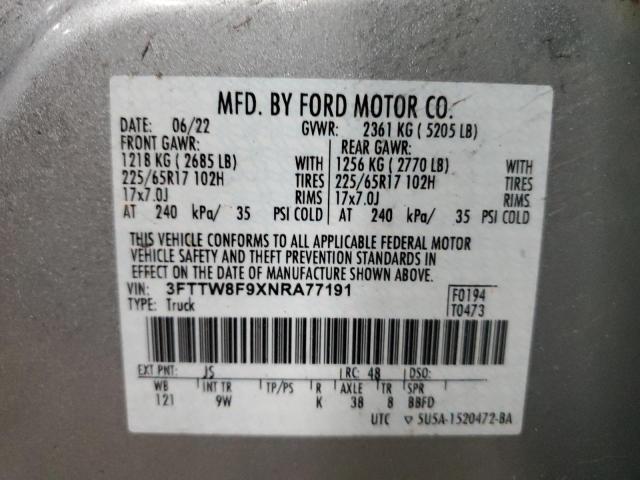 MFD. BY FORD MOTOR CO.
DATE: 06/22 GVWR: 2361 KG ( 5205 LB)
FRONT GAWR: REAR GAWR:
1218 KG ( 2685 LB) WITH 1256 KG ( 2770 LB) WITH
225/65R17 102H TIRES 225/65R17 102H TIRES
17x7.0J RIMS 17x7.0J RIMS
AT 240 kPa/ 35 PSI COLD AT 240 kPa/ 35 PSI COLD
THIS VEHICLE CONFORMS TO ALL APPLICABLE FEDERAL MOTOR
VEHICLE SAFETY AND THEFT PREVENTION STANDARDS IN
EFFECT ON THE DATE OF MANUFACTURE SHOWN ABOVE.
VIN: 3FTTW8F9XNRA77191 F0194
TYPE: Truck T0473
EXT PNT: JS RC: 48 DSO:
WB INT TR TP/PS R AXLE TR SPR
121 9W K 38 8 BBFD
UTC ▽ 5U5A-1520472-BA